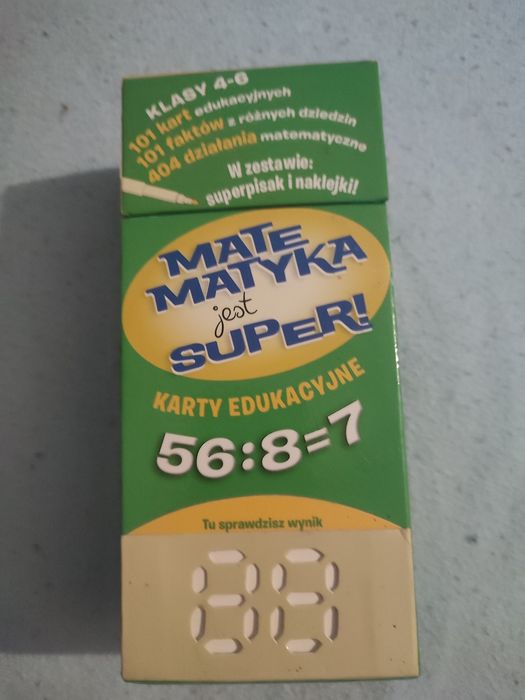 KLASY 4-6
101 kart edukacyjnych
101 faktów z różnych dziedzin
404 działania matematyczne
W zestawie:
superpisak i naklejki!
MATE
MATYKA
jest
SUPER!
KARTY EDUKACYJNE
56:8=7
Tu sprawdzisz wynik
88